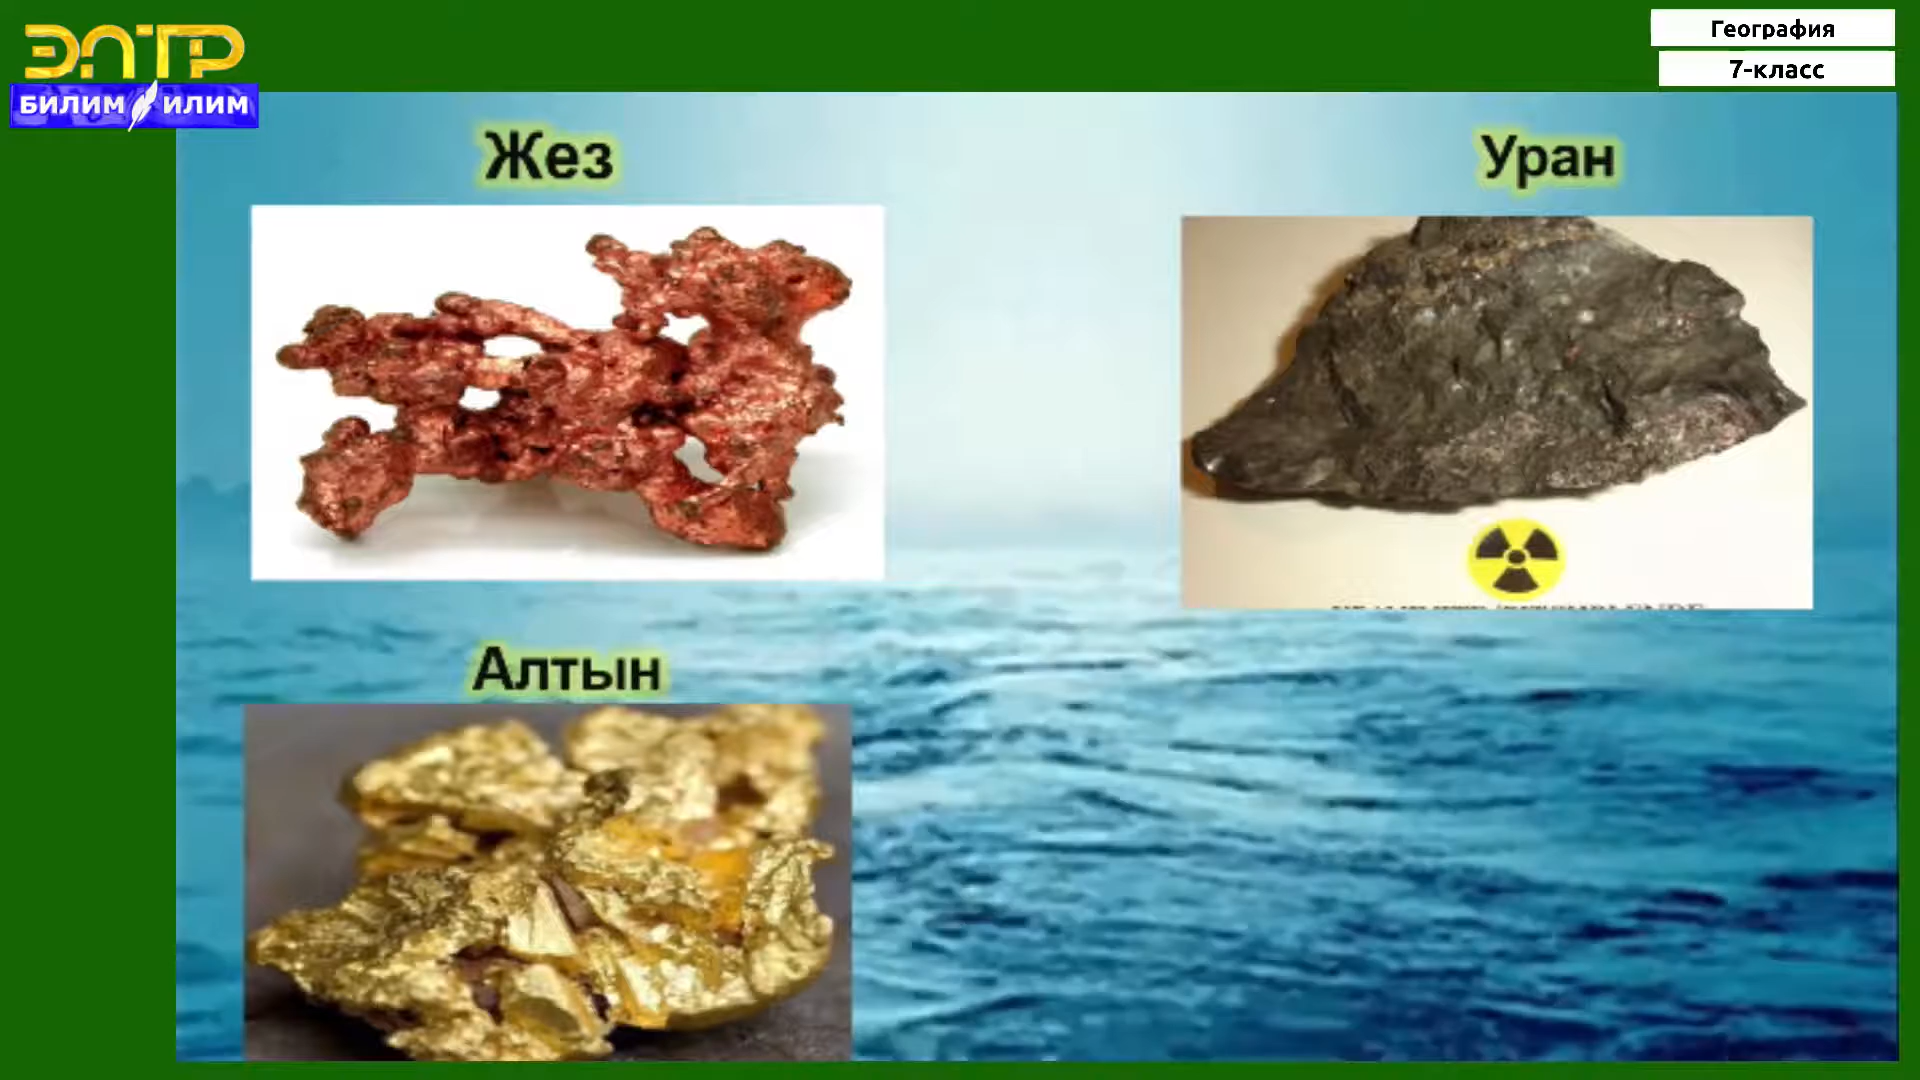 ЭЛТР
БИЛИМ ИЛИМ
География
7-класс
Жез
Уран
Алтын